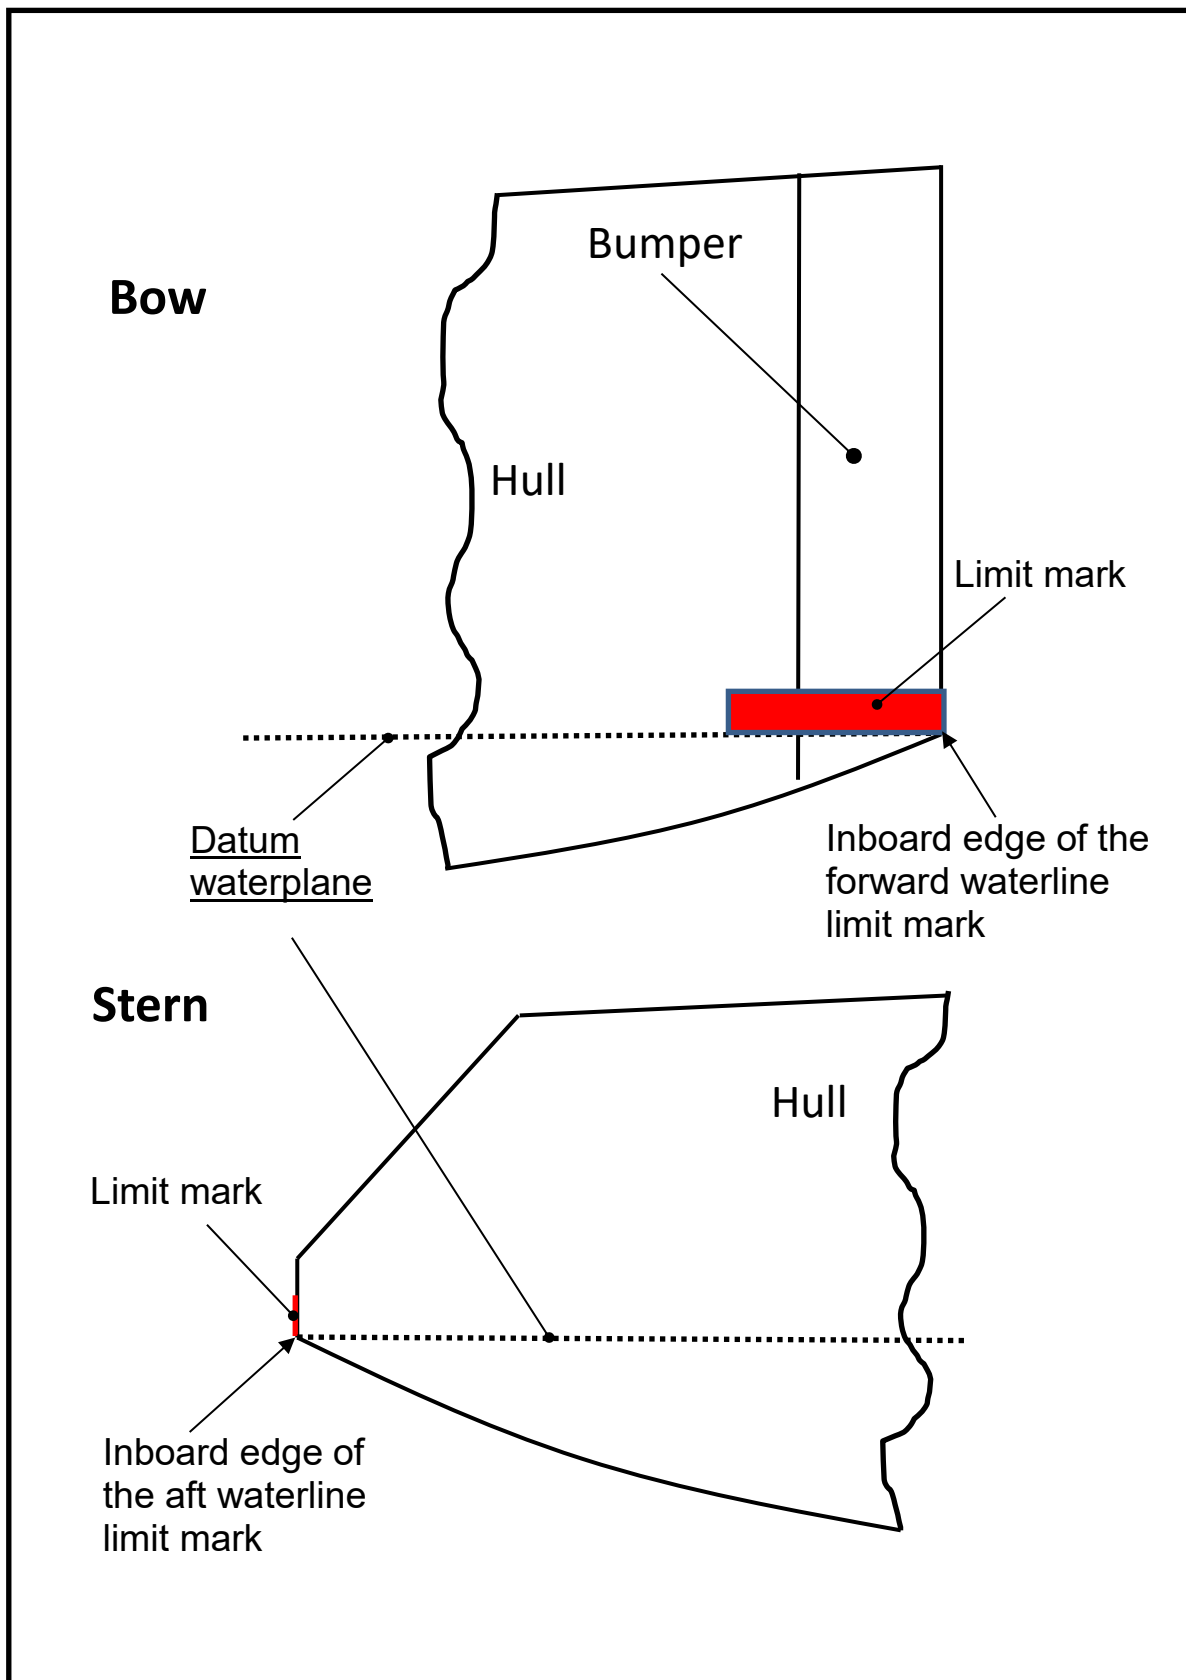 Bumper
Bow
Hull
Limit mark
Datum
waterplane
Inboard edge of the
forward waterline
limit mark
Stern
Hull
Limit mark
Inboard edge of
the aft waterline
limit mark